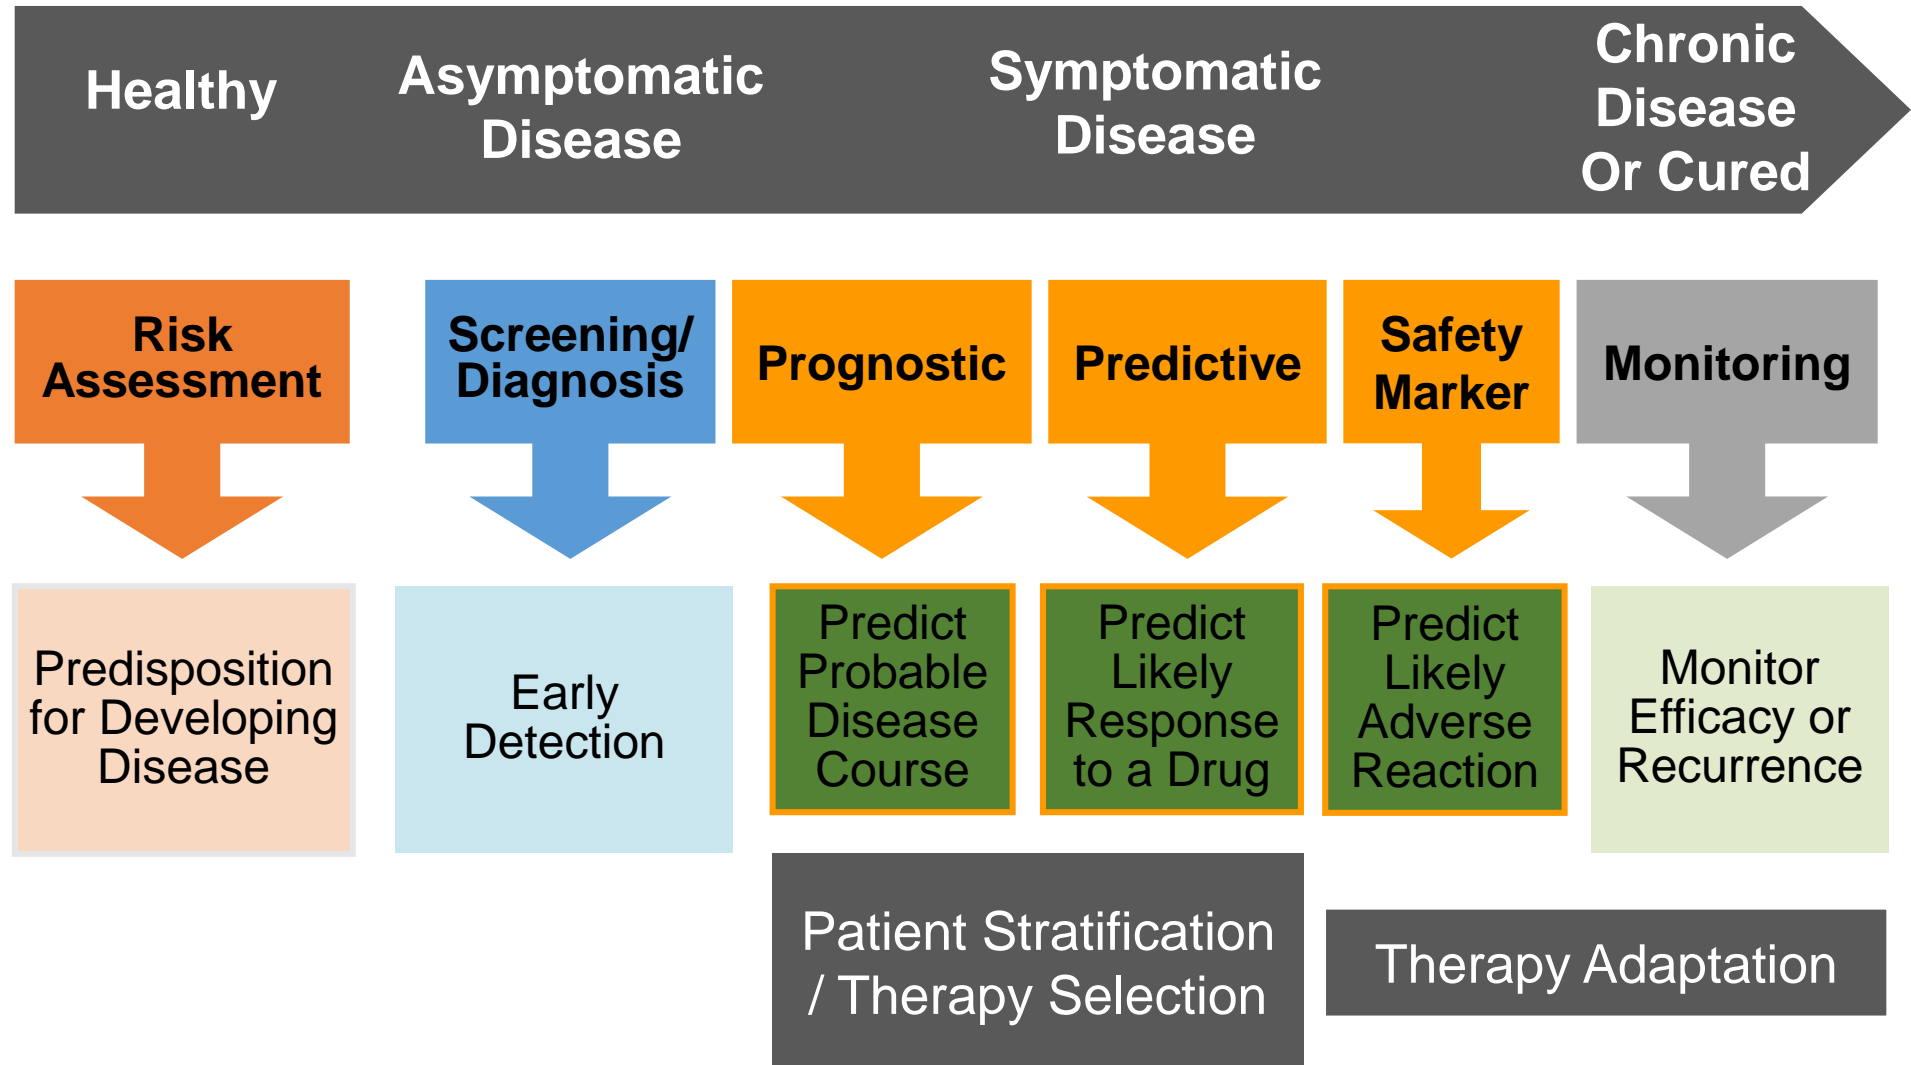 Healthy
Asymptomatic
Disease
Symptomatic
Disease
Chronic
Disease
Or Cured
Risk
Assessment
Screening/
Diagnosis
Prognostic
Predictive
Safety
Marker
Monitoring
Predisposition
for Developing
Disease
Early
Detection
Predict
Probable
Disease
Course
Predict
Likely
Response
to a Drug
Predict
Likely
Adverse
Reaction
Monitor
Efficacy or
Recurrence
Patient Stratification
/ Therapy Selection
Therapy Adaptation